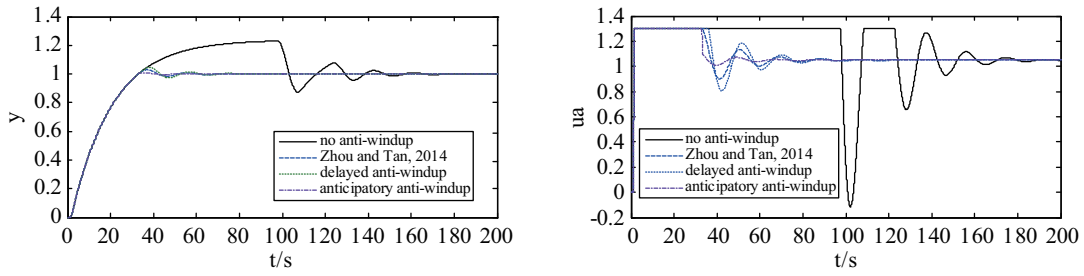 y
1.4
1.2
1.0
0.8
0.6
0.4
0.2
0
no anti-windup
Zhou and Tan, 2014
delayed anti-windup
anticipatory anti-windup
0 20 40 60 80 100 120 140 160 180 200
t/s
ua
1.4
1.2
1.0
0.8
0.6
0.4
0.2
0
-0.2
no anti-windup
Zhou and Tan, 2014
delayed anti-windup
anticipatory anti-windup
0 20 40 60 80 100 120 140 160 180 200
t/s